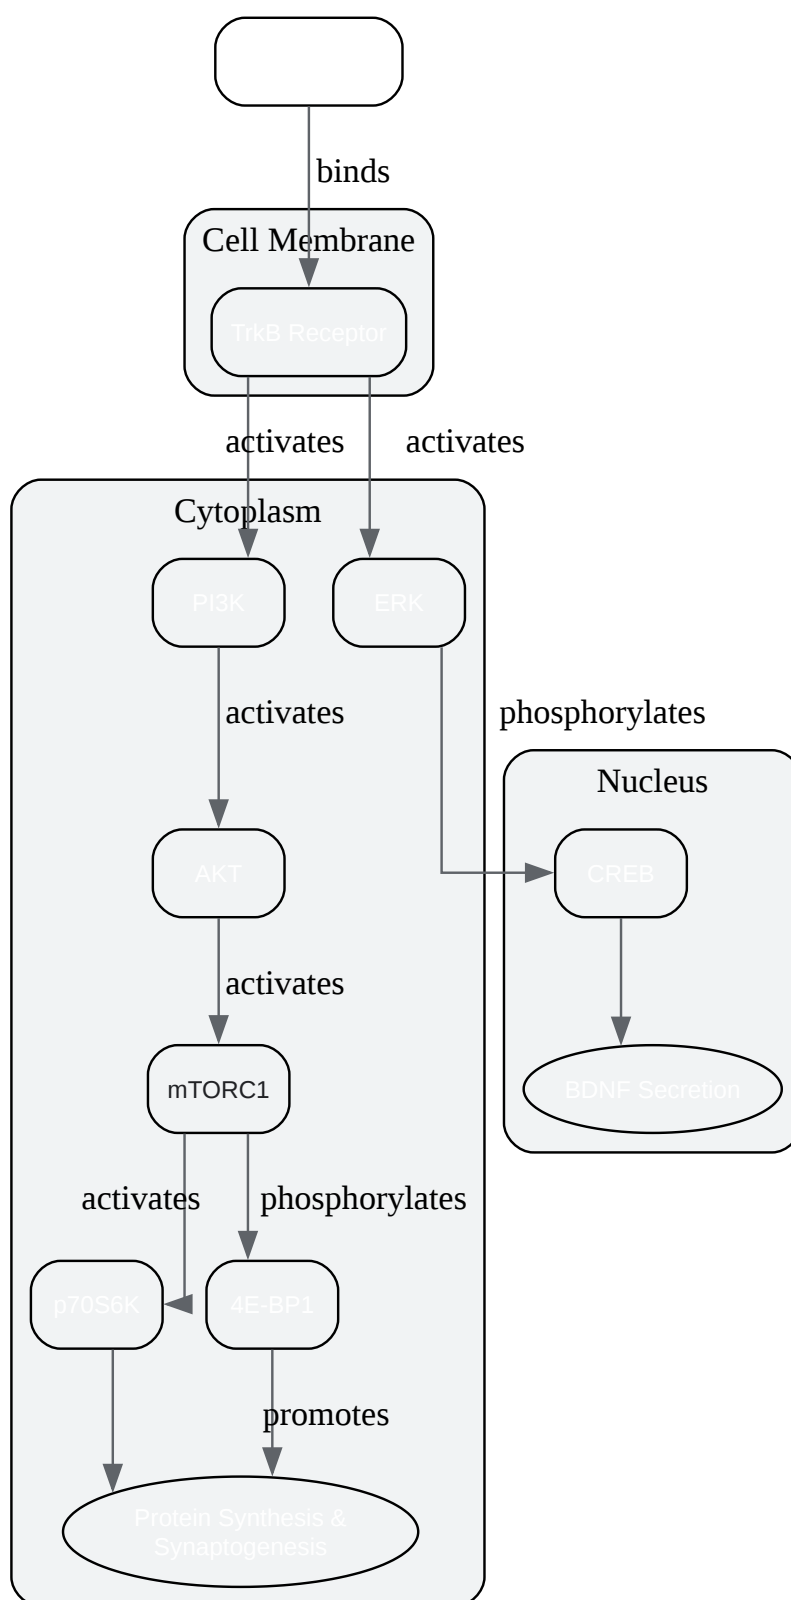 binds
Cell Membrane
TrkB Receptor
activates
activates
Cytoplasm
PI3K
ERK
activates
phosphorylates
Nucleus
AKT
CREB
activates
mTORC1
BDNF Secretion
activates
phosphorylates
p70S6K
4E-BP1
promotes
Protein Synthesis &
Synaptogenesis